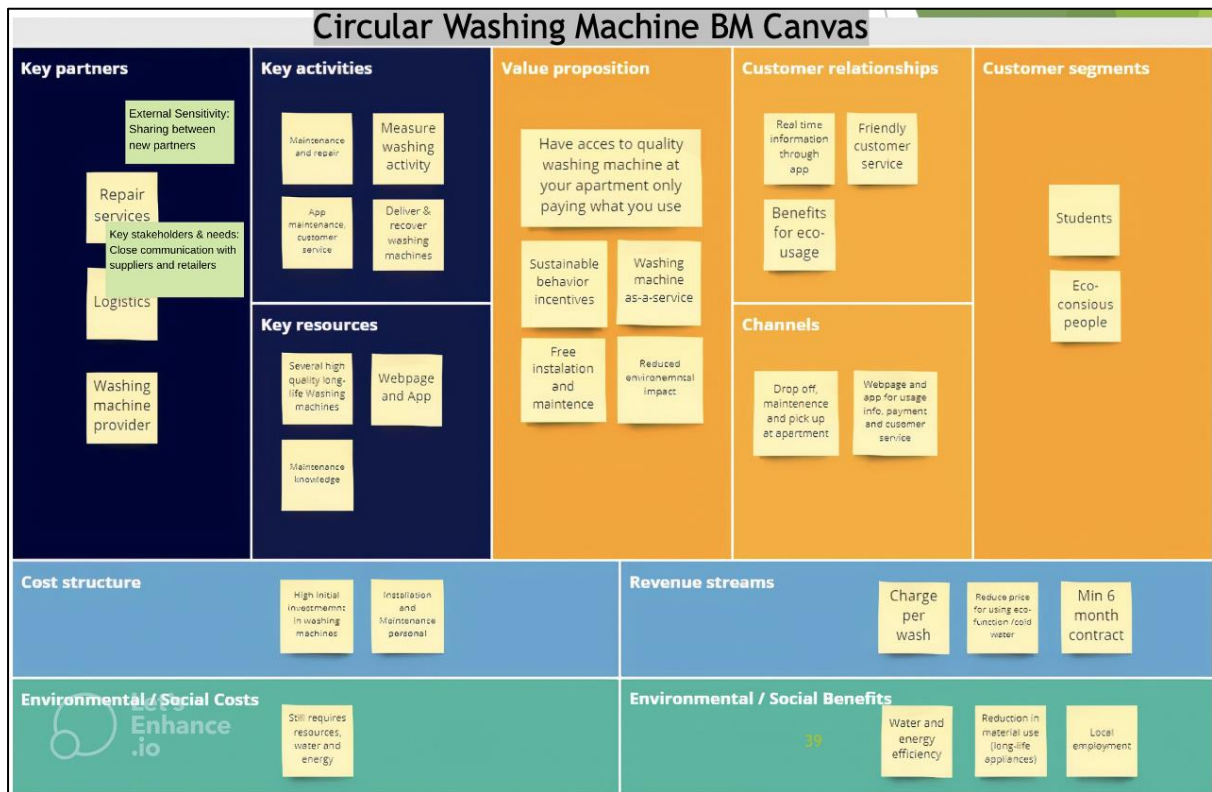 Circular Washing Machine BM Canvas
Key partners
External Sensitivity:
Sharing between
new partners
Repair
services
Key stakeholders & needs:
Close communication with
suppliers and retailers
Logistics
Washing
machine
provider
Key activities
Maintenance
and repair
Measure
washing
activity
App
maintenance,
customer
service
Deliver &
recover
washing
machines
Key resources
Several high
quality long-
life Washing
machines
Webpage
and App
Maintenance
knowledge
Value proposition
Have acces to quality
washing machine at
your apartment only
paying what you use
Sustainable
behavior
incentives
Washing
machine
as-a-service
Free
instalation
and
maintence
Reduced
environemntal
impact
Customer relationships
Real time
information
through
app
Friendly
customer
service
Benefits
for eco-
usage
Channels
Drop off,
maintenence
and pick up
at apartment
Webpage and
app for usage
info, payment
and cusomer
service
Customer segments
Students
Eco-
consious
people
Cost structure
High initial
investmemnt
in washing
machines
Installation
and
Maintenance
personal
Revenue streams
Charge
per
wash
Reduce price
for using eco-
function /cold
water
Min 6
month
contract
Environmental / Social Costs
Let's
Enhance
.io
Still requires
resources,
water and
energy
Environmental / Social Benefits
39
Water and
energy
efficiency
Reduction in
material use
(long-life
appliances)
Local
employment